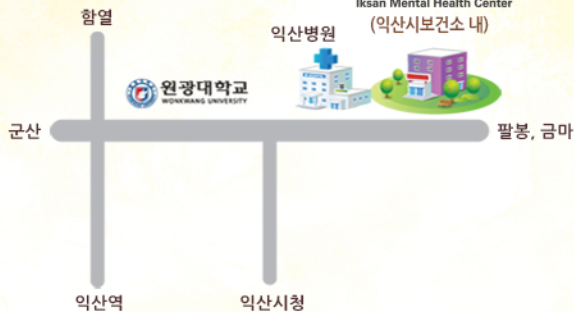 Iksan Mental Health Center
(익산시보건소 내)
함열
익산병원
원광대학교
WONKWANG UNIVERSITY
군산
팔봉, 금마
익산역
익산시청